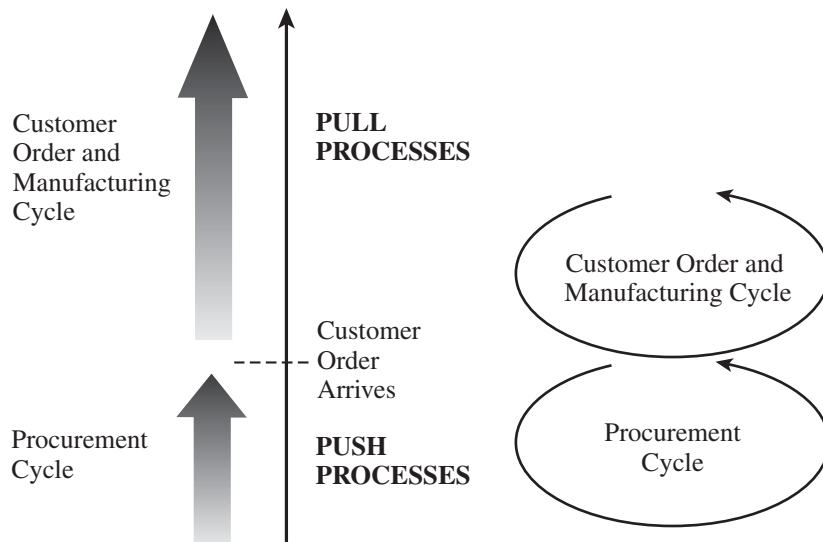 Customer
Order and
Manufacturing
Cycle
PULL
PROCESSES
Customer Order and
Manufacturing Cycle
Customer
Order
Arrives
Procurement
Cycle
PUSH
PROCESSES
Procurement
Cycle